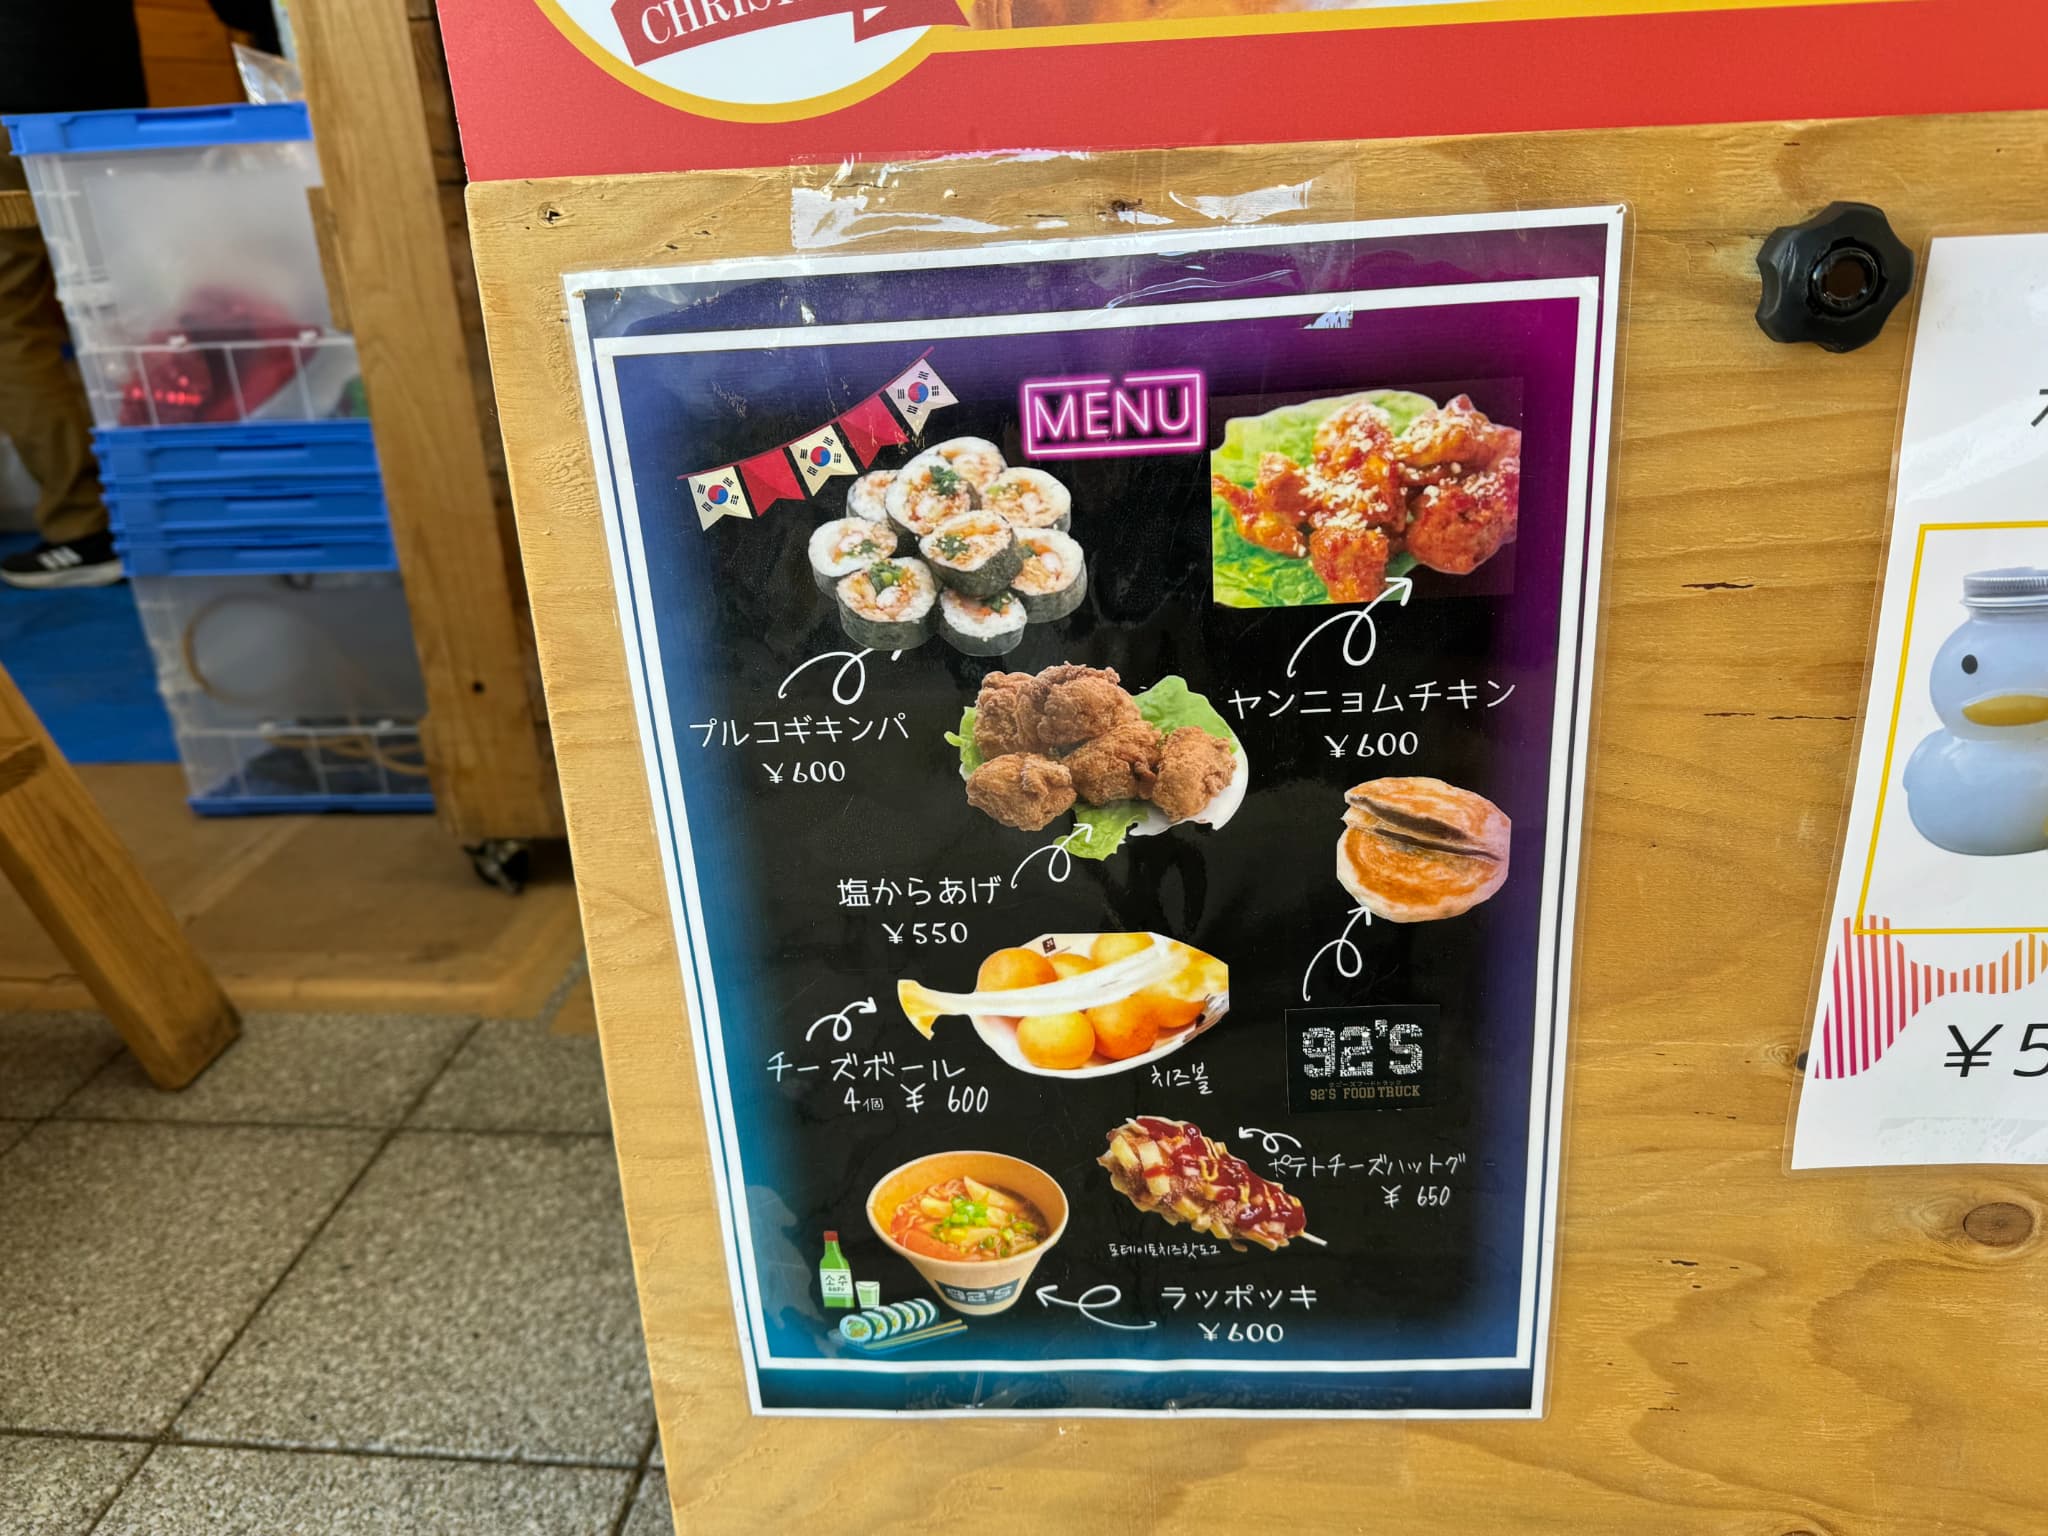 MENU
プルコギキンパ
￥600
ヤンニョムチキン
￥600
塩からあげ
￥550
チーズボール
4個 ￥600
치즈볼
92'S
KUNNYS
92'S FOOD TRUCK
ポテトチーズハットグ
￥650
포테이토치즈핫도그
소주
92'S
ラッポッキ
￥600
￥5